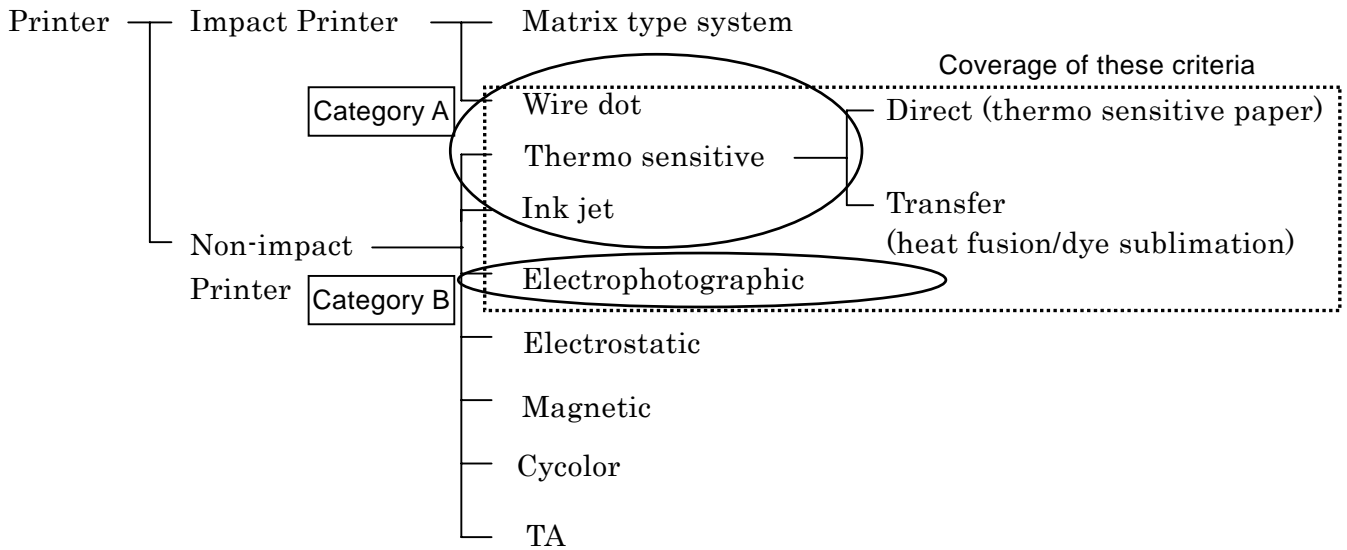 Printer
Impact Printer
Matrix type system
Coverage of these criteria
Category A
Wire dot
Direct (thermo sensitive paper)
Thermo sensitive
Ink jet
Transfer
(heat fusion/dye sublimation)
Non-impact
Printer
Category B
Electrophotographic
Electrostatic
Magnetic
Cycolor
TA